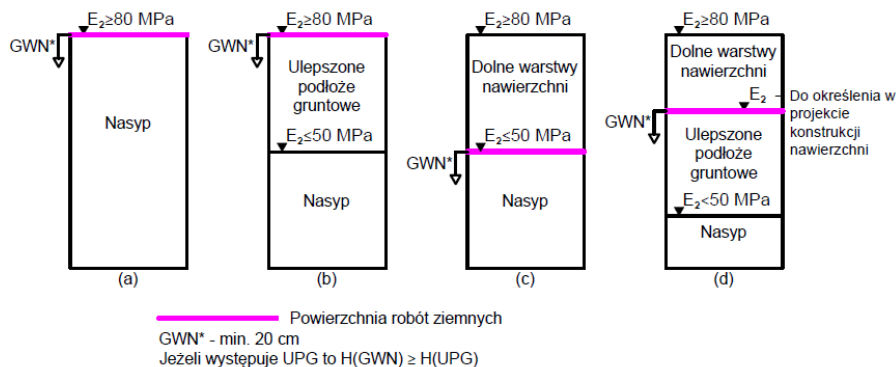 E₂≥80 MPa
GWN*
Nasyp
(a)
E₂≥80 MPa
GWN*
Ulepszone
podłoże
gruntowe
E₂≤50 MPa
Nasyp
(b)
E₂≥80 MPa
Dolne warstwy
nawierzchni
E₂≤50 MPa
GWN*
Nasyp
(c)
E₂≥80 MPa
Dolne warstwy
nawierzchni
E₂ – Do określenia w
projekcie
konstrukcji
nawierzchni
GWN*
Ulepszone
podłoże
gruntowe
E₂<50 MPa
Nasyp
(d)
Powierzchnia robót ziemnych
GWN* - min. 20 cm
Jeżeli występuje UPG to H(GWN) ≥ H(UPG)